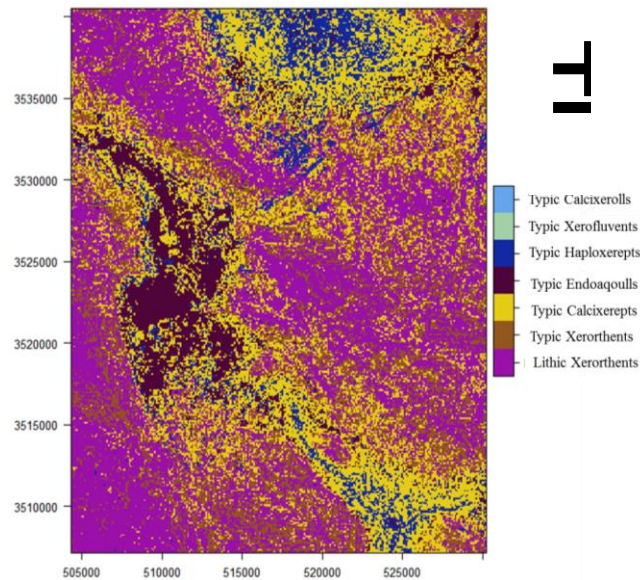 3535000
3530000
3525000
3520000
3515000
3510000
505000 510000 515000 520000 525000
Typic Calcixerolls
Typic Xerofluvents
Typic Haploxerepts
Typic Endoaqoulls
Typic Calcixerepts
Typic Xerorthents
Lithic Xerorthents